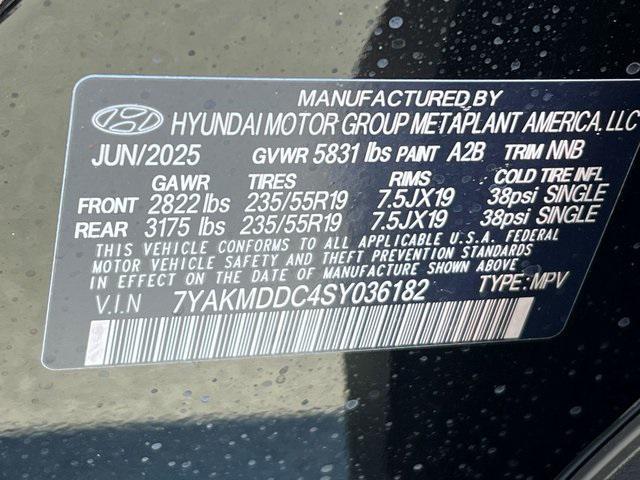 MANUFACTURED BY
HYUNDAI MOTOR GROUP METAPLANT AMERICA, LLC
JUN/2025 GVWR 5831 lbs PAINT A2B TRIM NNB
GAWR TIRES RIMS COLD TIRE INFL
FRONT 2822 lbs 235/55R19 7.5JX19 38psi SINGLE
REAR 3175 lbs 235/55R19 7.5JX19 38psi SINGLE
THIS VEHICLE CONFORMS TO ALL APPLICABLE U.S.A. FEDERAL
MOTOR VEHICLE SAFETY AND THEFT PREVENTION STANDARDS
IN EFFECT ON THE DATE OF MANUFACTURE SHOWN ABOVE.
V.I.N 7YAKMDDC4SY036182 TYPE: MPV